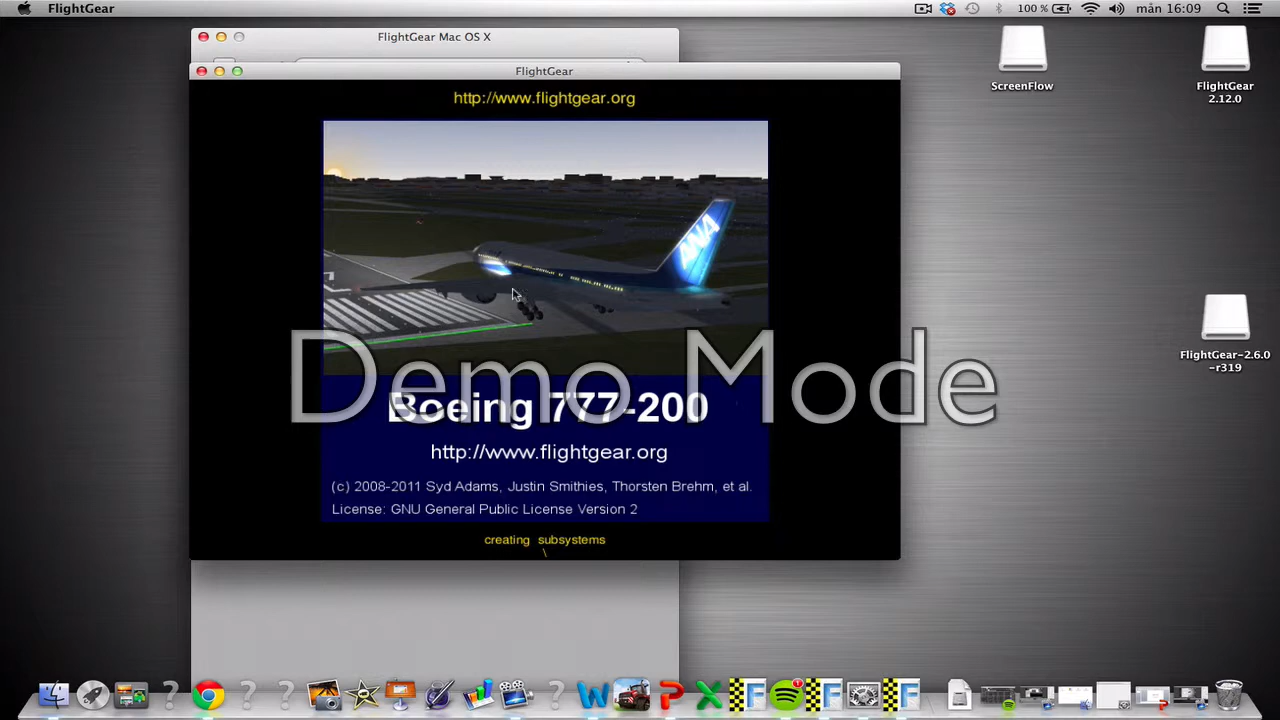 FlightGear
100 %
mån 16:09
FlightGear Mac OS X
FlightGear
http://www.flightgear.org
ANA
Demo Mode
Boeing 777-200
http://www.flightgear.org
(c) 2008-2011 Syd Adams, Justin Smithies, Thorsten Brehm, et al.
License: GNU General Public License Version 2
creating subsystems
\
ScreenFlow
FlightGear
2.12.0
FlightGear-2.6.0
-r319